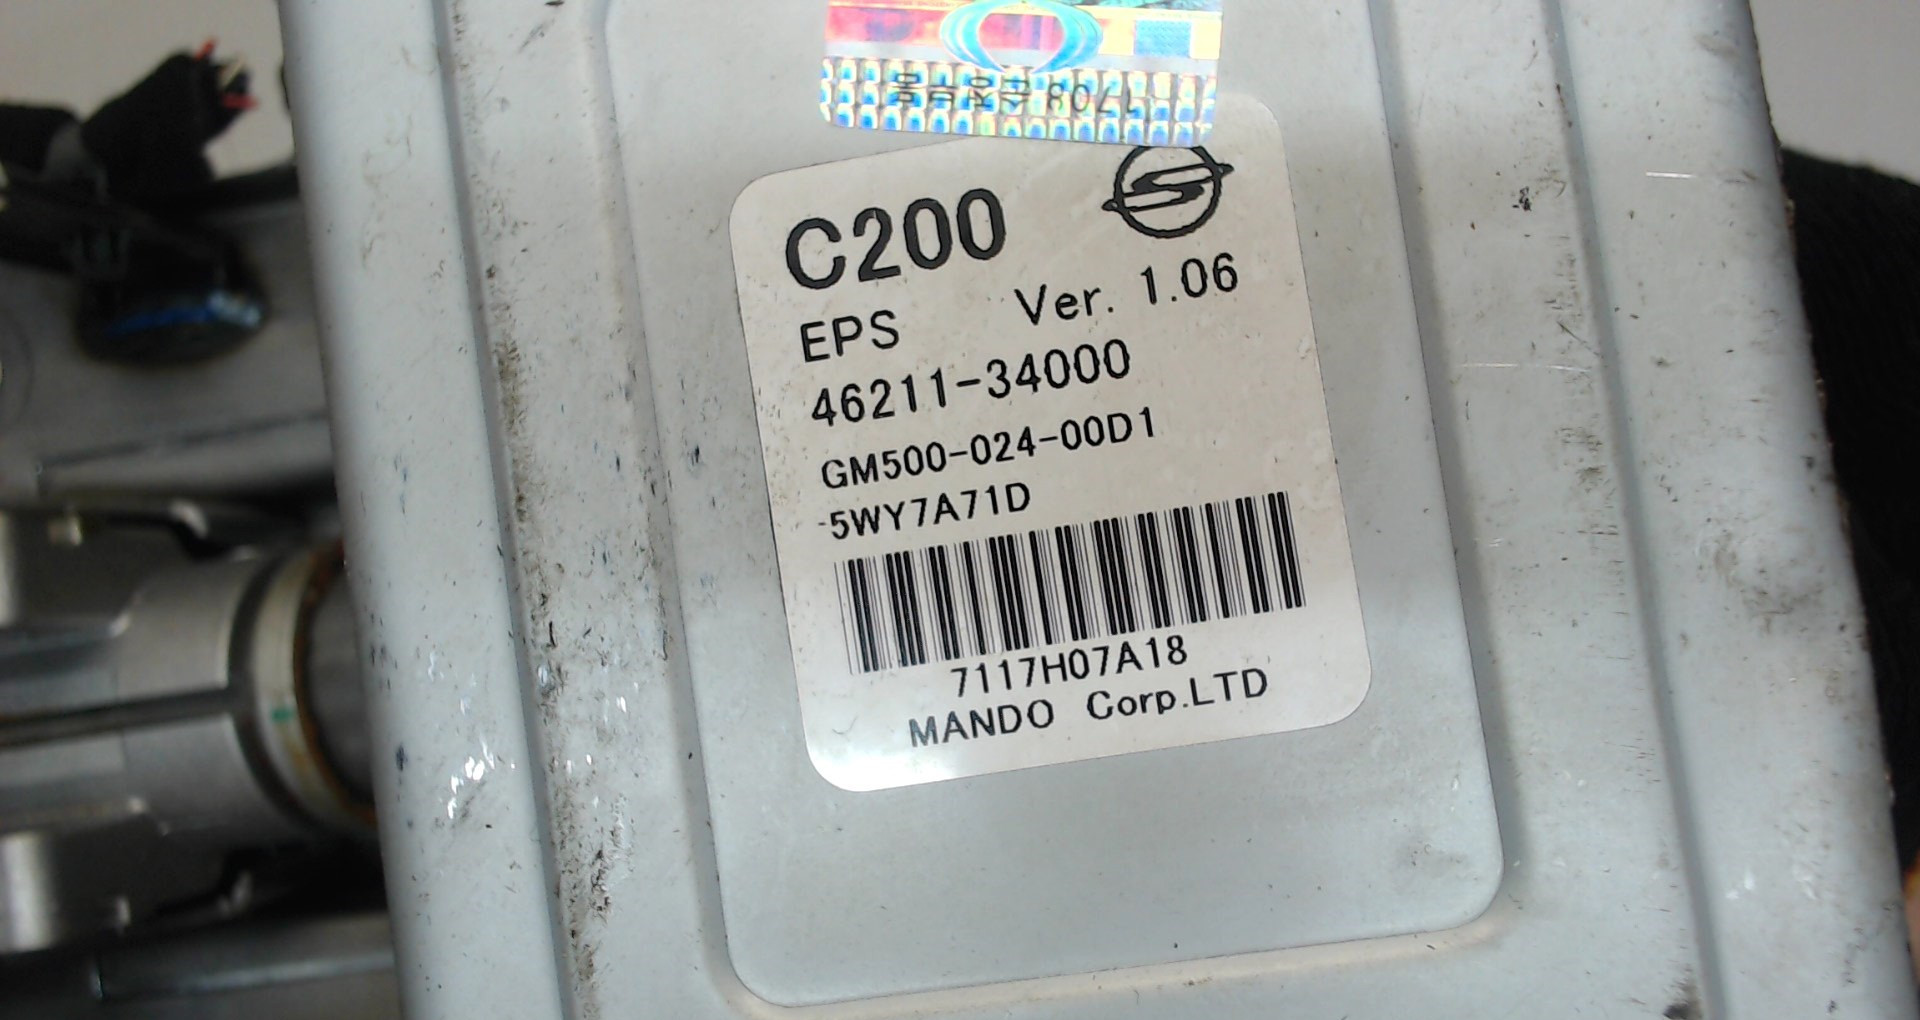 C200
EPS Ver. 1.06
46211-34000
GM500-024-00D1
5WY7A71D
7117H07A18
MANDO Corp.LTD